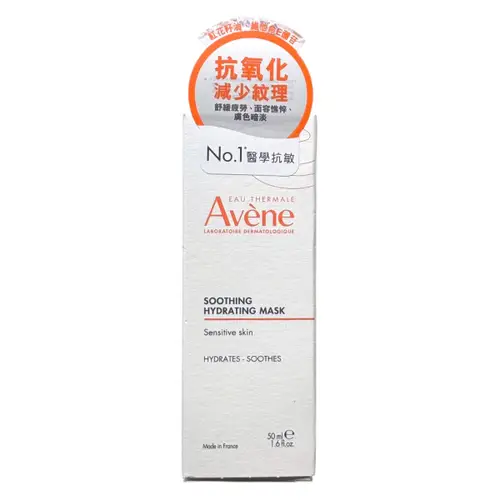 抗氧化
減少紋理
舒緩疲勞、面容憔悴、
膚色暗淡
No.1*醫學抗敏
EAU THERMALE
Avène
LABORATOIRE DERMATOLOGIQUE
SOOTHING
HYDRATING MASK
Sensitive skin
HYDRATES - SOOTHES
Made in France
50 ml e
1.6 fl.oz.